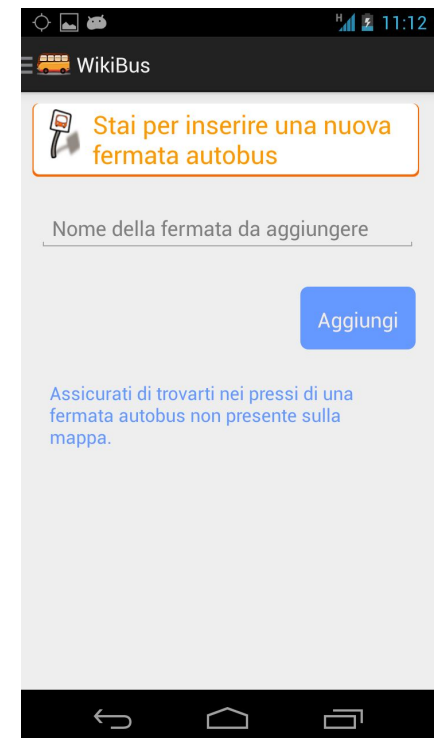 H 11:12
WikiBus
Stai per inserire una nuova
fermata autobus
Nome della fermata da aggiungere
Aggiungi
Assicurati di trovarti nei pressi di una
fermata autobus non presente sulla
mappa.